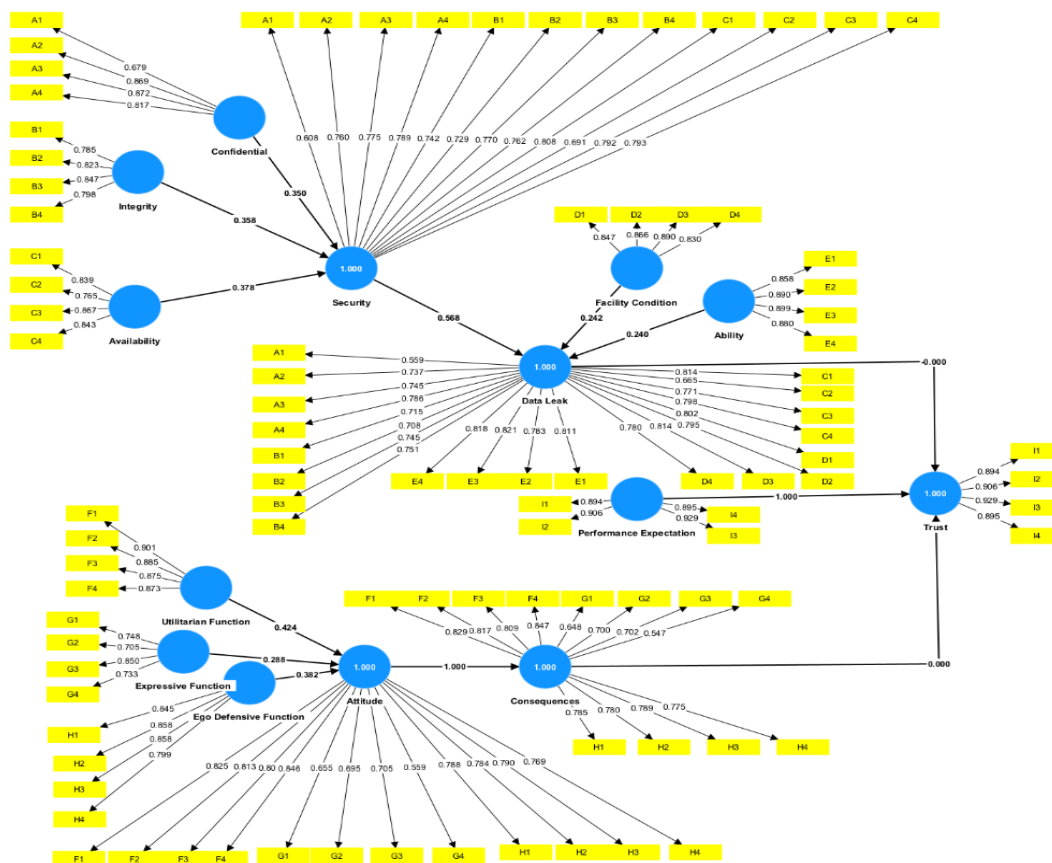 A1
A2
A3
A4
0.679
0.869
0.872
0.817
Confidential
A1 A2 A3 A4 B1 B2 B3 B4 C1 C2 C3 C4
0.608 0.760 0.775 0.789 0.742 0.729 0.770 0.762 0.808 0.691 0.792 0.793
B1
B2
B3
B4
0.785
0.823
0.847
0.798
Integrity
0.350
0.358
C1
C2
C3
C4
0.839
0.765
0.867
0.843
Availability
0.378
1.000
Security
D1 D2 D3 D4
0.847 0.866 0.890 0.830
Facility Condition
E1
E2
E3
E4
0.858
0.890
0.899
0.880
Ability
0.568
0.242
0.240
1.000
Data Leak
-0.000
A1
A2
A3
A4
B1
B2
B3
B4
0.559
0.737
0.745
0.786
0.715
0.708
0.745
0.751
0.818 0.821 0.783 0.811
E4 E3 E2 E1
0.780 0.814 0.795
D4 D3 D2
0.814
0.665
0.771
0.798
0.802
C1
C2
C3
C4
D1
I1
I2
0.894
0.906
0.895
0.929
I4
I3
Performance Expectation
1.000
1.000
Trust
0.894
0.906
0.929
0.895
I1
I2
I3
I4
F1
F2
F3
F4
0.901
0.885
0.875
0.873
Utilitarian Function
0.424
G1
G2
G3
G4
0.748
0.705
0.850
0.733
Expressive Function
0.288
H1
H2
H3
H4
0.845
0.858
0.858
0.799
Ego Defensive Function
0.382
1.000
Attitude
1.000
F1 F2 F3 F4 G1 G2 G3 G4
0.829 0.817 0.809 0.847 0.648 0.700 0.702 0.547
1.000
Consequences
0.000
0.785 0.780 0.789 0.775
H1 H2 H3 H4
0.825 0.813 0.80 0.846 0.655 0.695 0.705 0.559 0.788 0.784 0.790 0.769
F1 F2 F3 F4 G1 G2 G3 G4 H1 H2 H3 H4